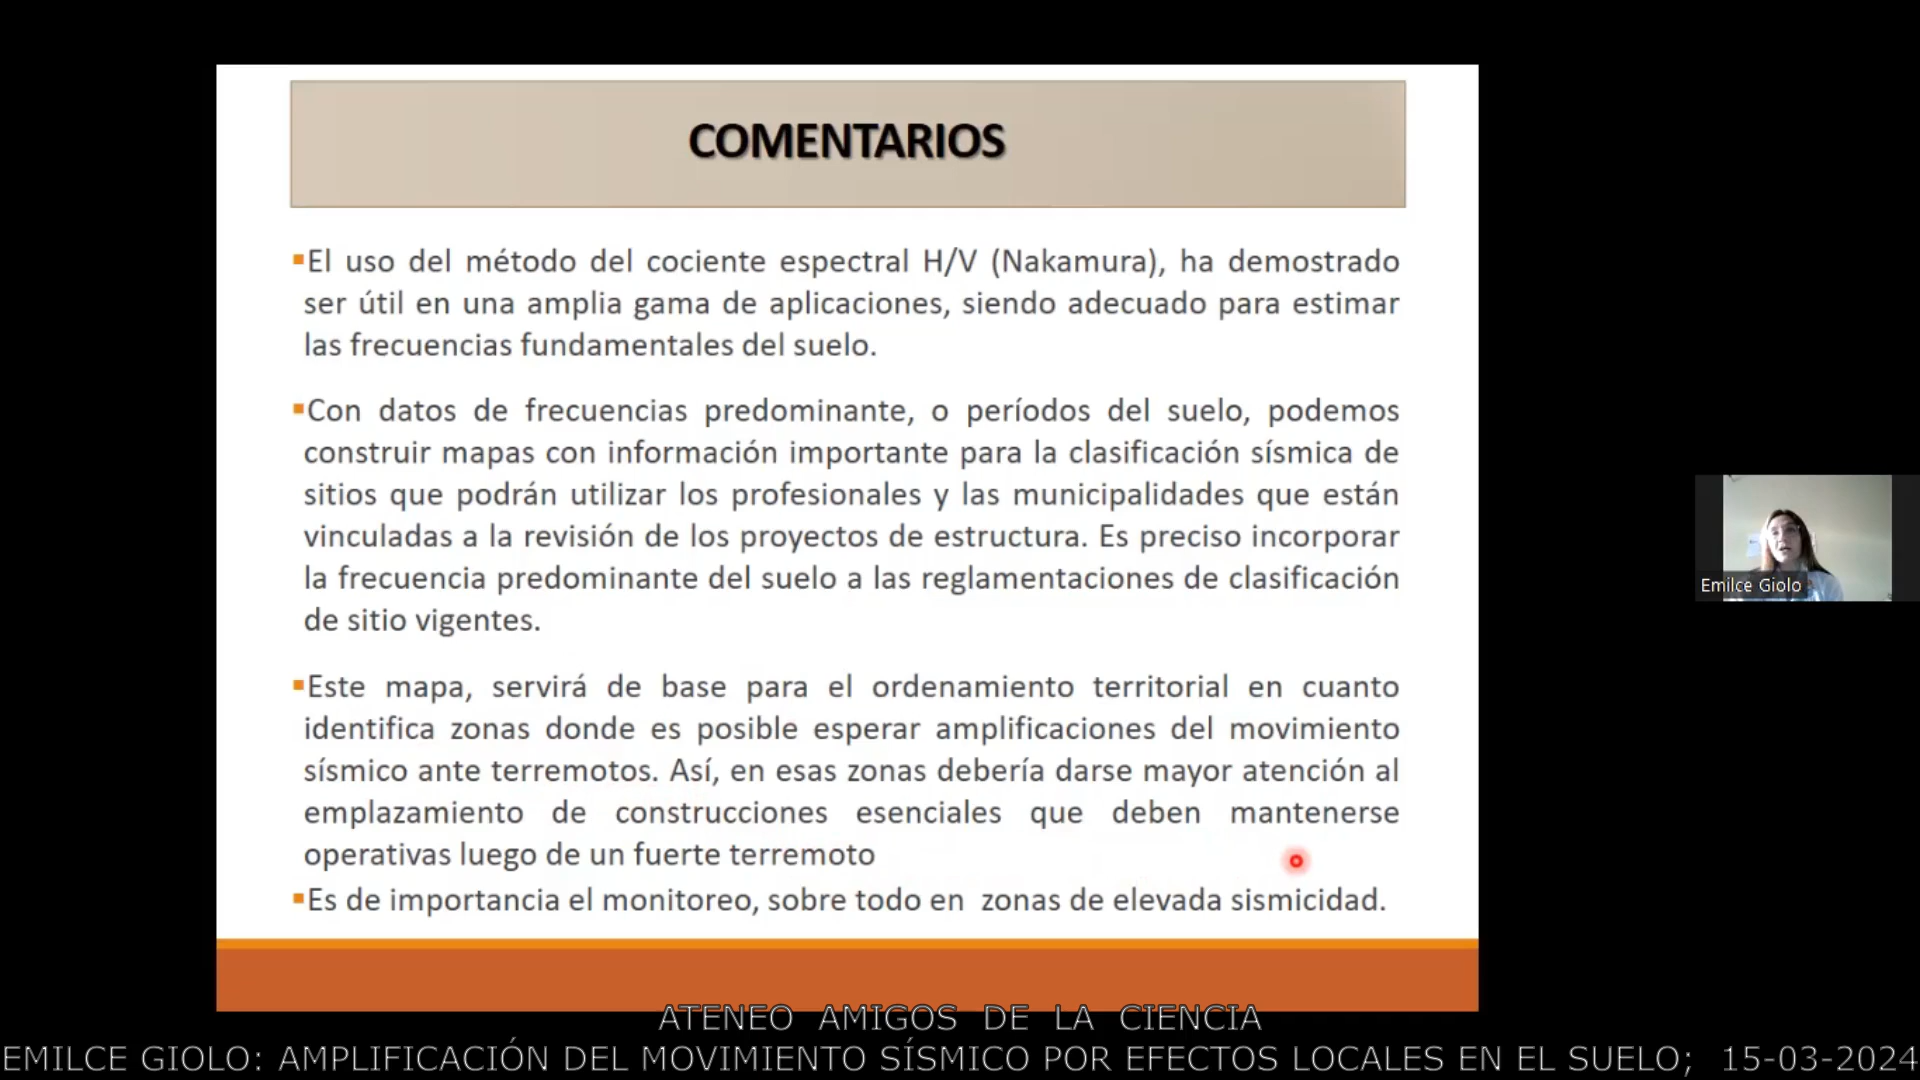 COMENTARIOS
▪El uso del método del cociente espectral H/V (Nakamura), ha demostrado
ser útil en una amplia gama de aplicaciones, siendo adecuado para estimar
las frecuencias fundamentales del suelo.
▪Con datos de frecuencias predominante, o períodos del suelo, podemos
construir mapas con información importante para la clasificación sísmica de
sitios que podrán utilizar los profesionales y las municipalidades que están
vinculadas a la revisión de los proyectos de estructura. Es preciso incorporar
la frecuencia predominante del suelo a las reglamentaciones de clasificación
de sitio vigentes.
▪Este mapa, servirá de base para el ordenamiento territorial en cuanto
identifica zonas donde es posible esperar amplificaciones del movimiento
sísmico ante terremotos. Así, en esas zonas debería darse mayor atención al
emplazamiento de construcciones esenciales que deben mantenerse
operativas luego de un fuerte terremoto
▪Es de importancia el monitoreo, sobre todo en zonas de elevada sismicidad.
Emilce Giolo
ATENEO AMIGOS DE LA CIENCIA
EMILCE GIOLO: AMPLIFICACIÓN DEL MOVIMIENTO SÍSMICO POR EFECTOS LOCALES EN EL SUELO; 15-03-2024